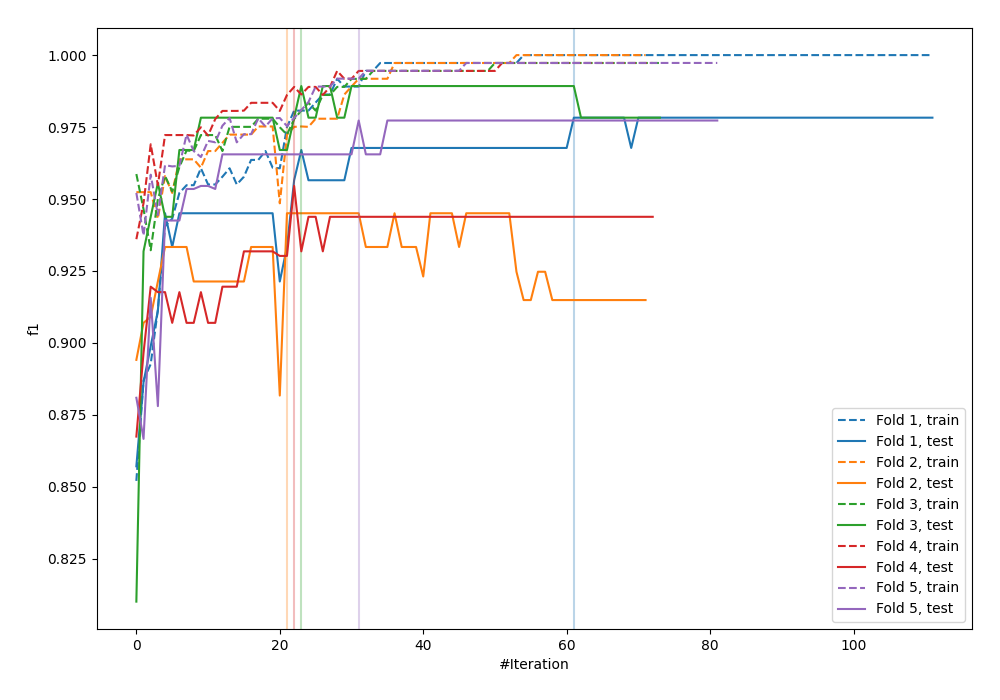 1.000
0.975
0.950
0.925
0.900
0.875
0.850
0.825
f1
0 20 40 60 80 100
#Iteration
Fold 1, train
Fold 1, test
Fold 2, train
Fold 2, test
Fold 3, train
Fold 3, test
Fold 4, train
Fold 4, test
Fold 5, train
Fold 5, test